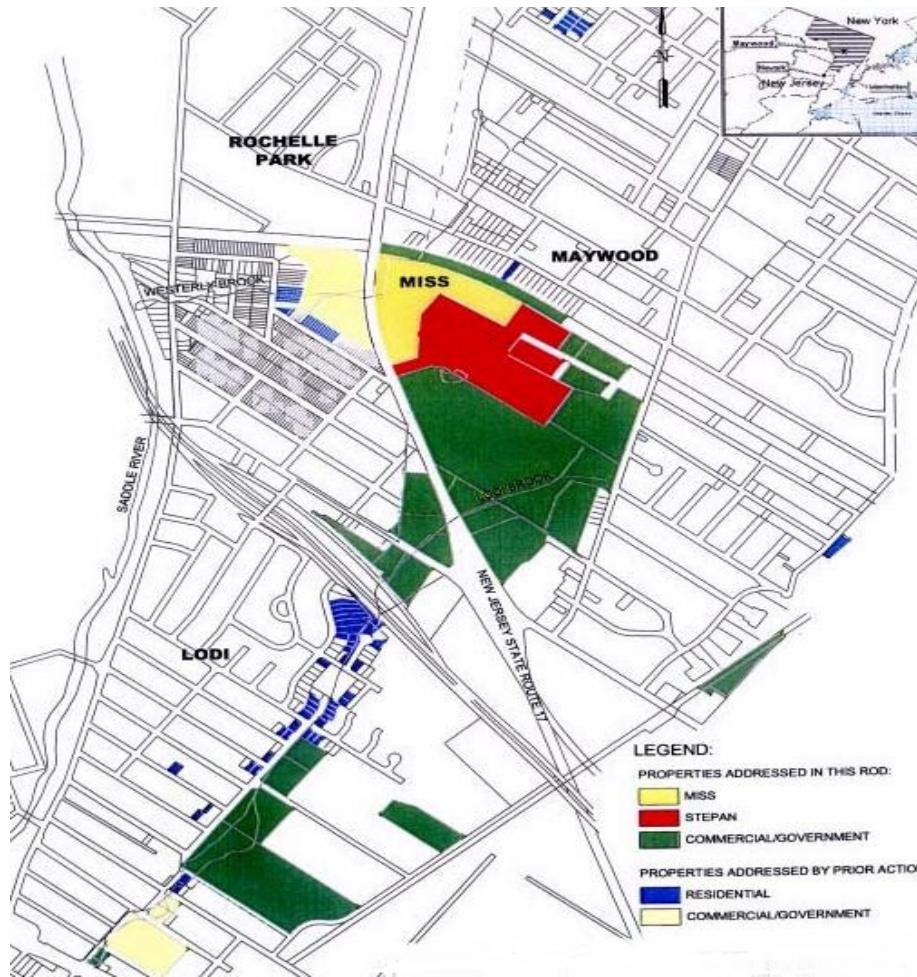 New York
Maywood
Newark
New Jersey
Manhattan
N
ROCHELLE
PARK
MAYWOOD
WESTERLY BROOK
MISS
SADDLE RIVER
LODI BROOK
NEW JERSEY STATE ROUTE 17
LODI
LEGEND:
PROPERTIES ADDRESSED IN THIS ROD:
MISS
STEPAN
COMMERCIAL/GOVERNMENT
PROPERTIES ADDRESSED BY PRIOR ACTIO
RESIDENTIAL
COMMERCIAL/GOVERNMENT